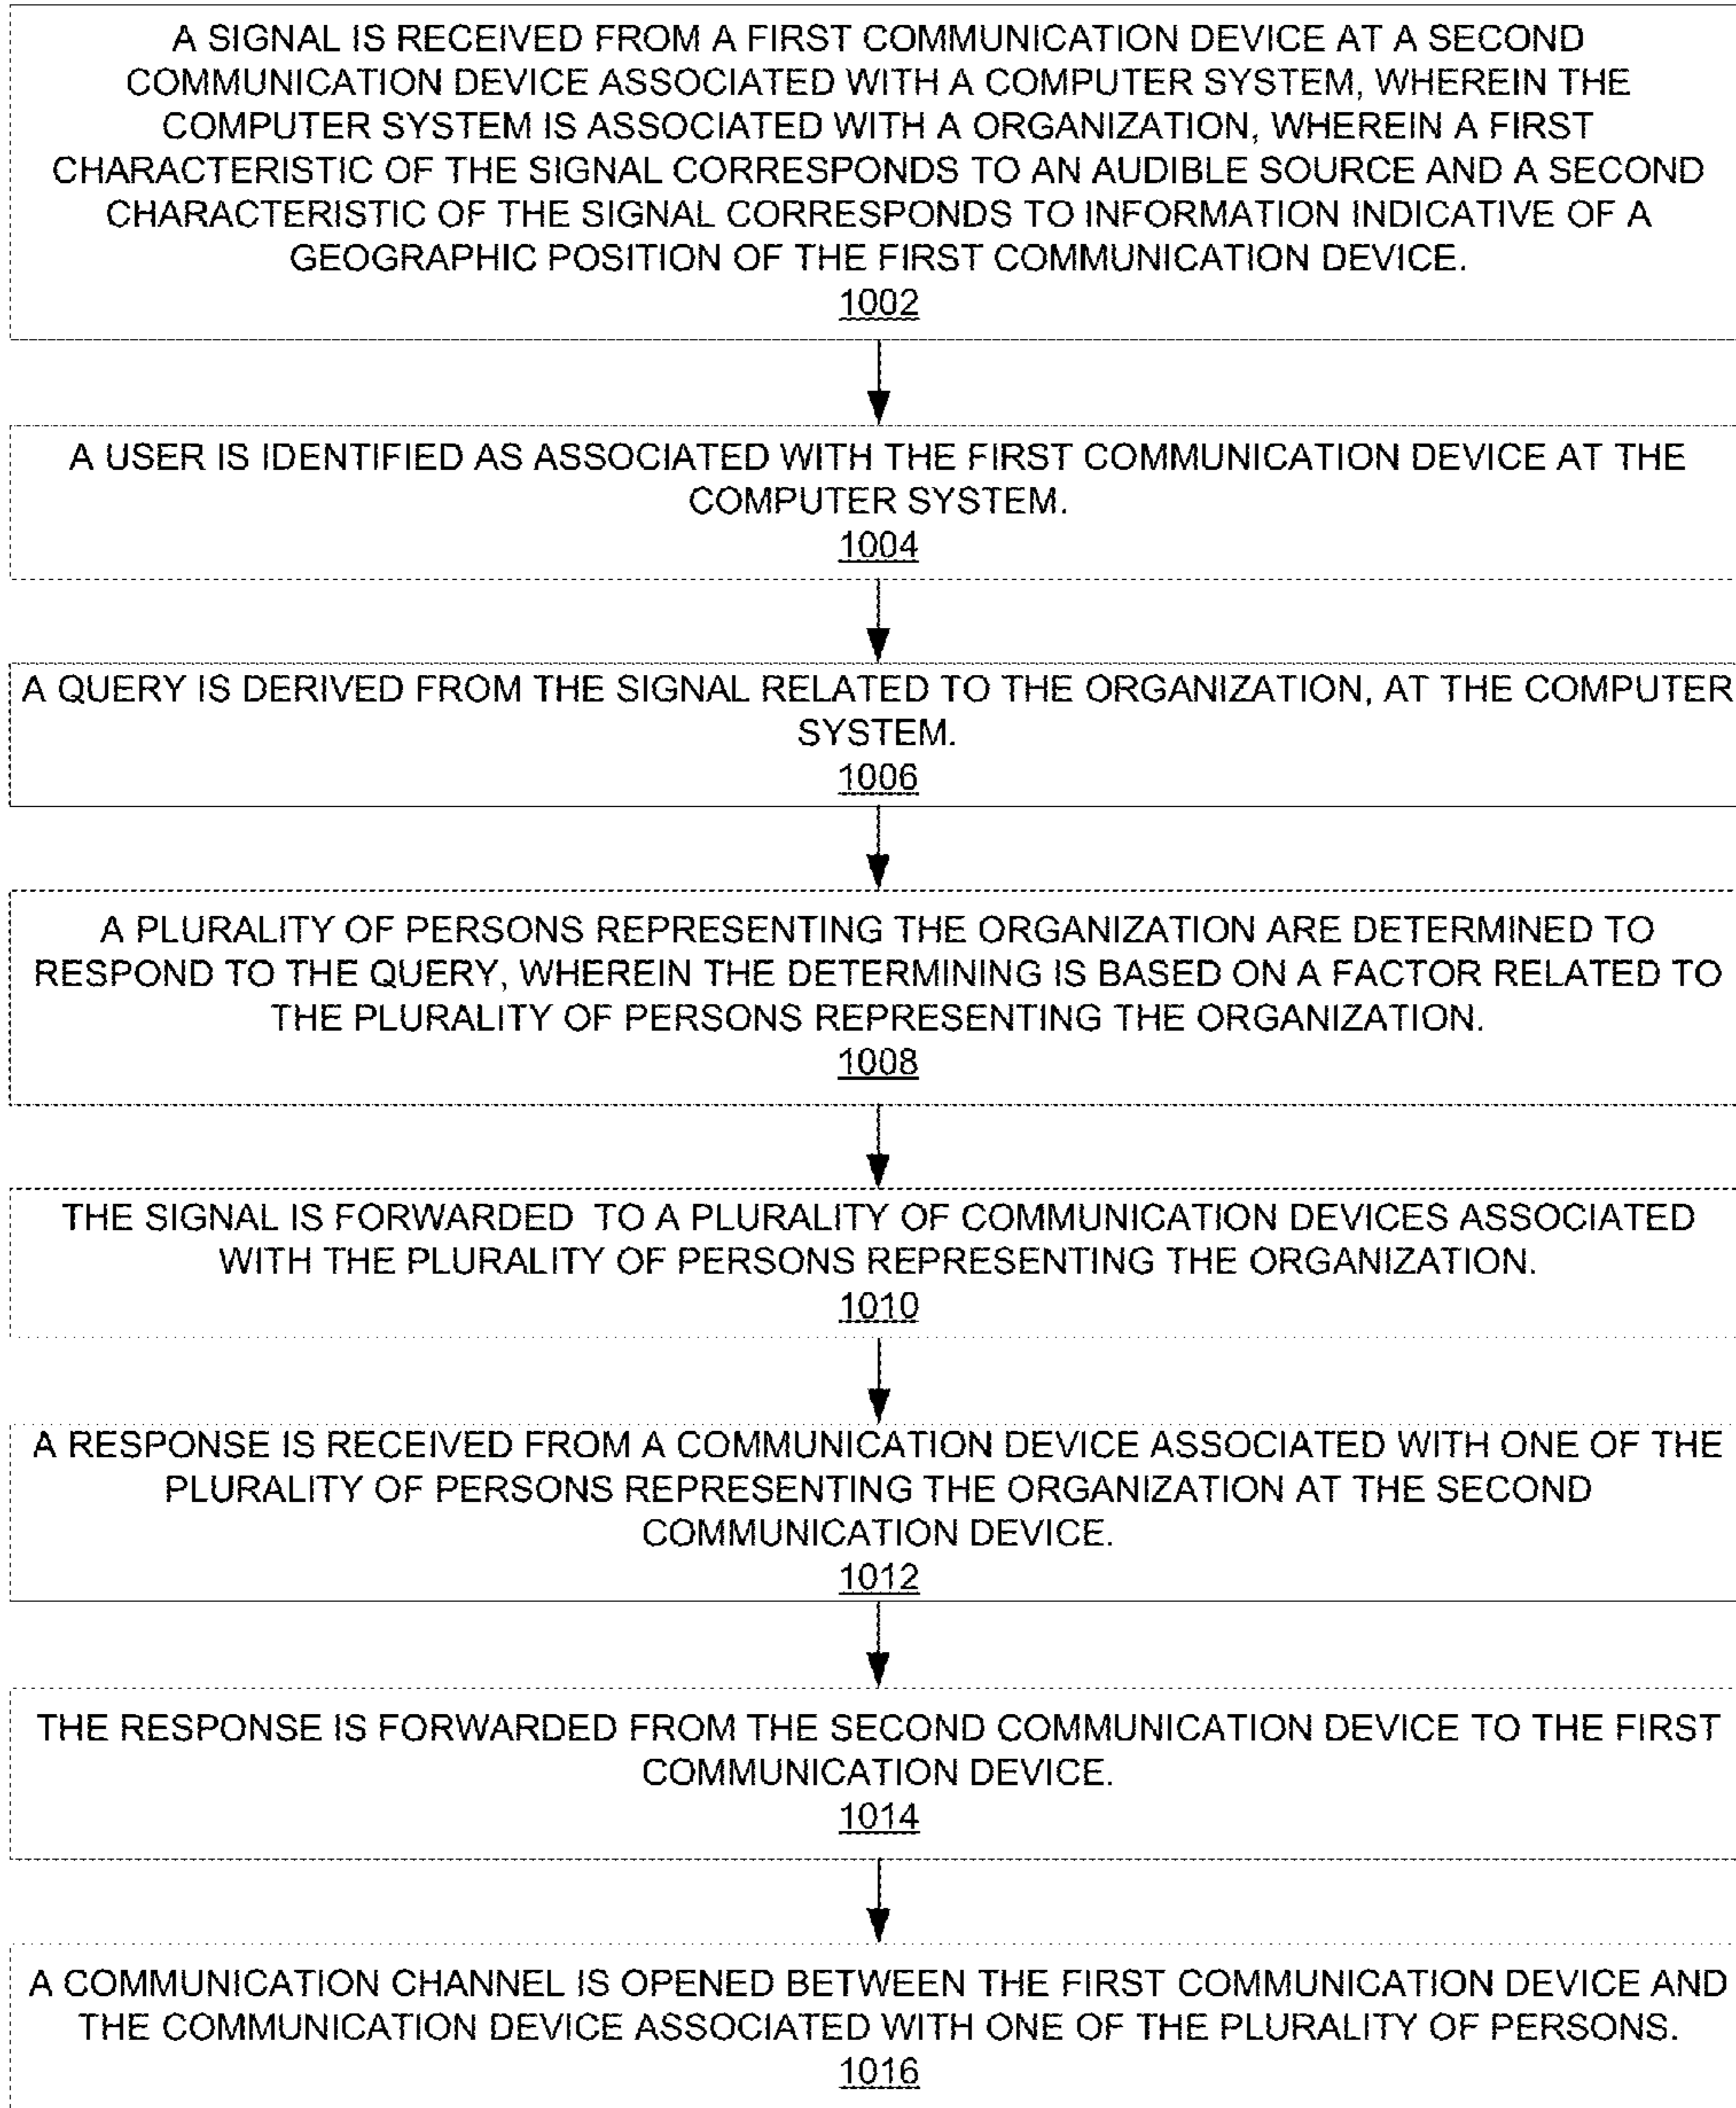 A SIGNAL IS RECEIVED FROM A FIRST COMMUNICATION DEVICE AT A SECOND
COMMUNICATION DEVICE ASSOCIATED WITH A COMPUTER SYSTEM, WHEREIN THE
COMPUTER SYSTEM IS ASSOCIATED WITH A ORGANIZATION, WHEREIN A FIRST
CHARACTERISTIC OF THE SIGNAL CORRESPONDS TO AN AUDIBLE SOURCE AND A SECOND
CHARACTERISTIC OF THE SIGNAL CORRESPONDS TO INFORMATION INDICATIVE OF A
GEOGRAPHIC POSITION OF THE FIRST COMMUNICATION DEVICE.
1002
A USER IS IDENTIFIED AS ASSOCIATED WITH THE FIRST COMMUNICATION DEVICE AT THE
COMPUTER SYSTEM.
1004
A QUERY IS DERIVED FROM THE SIGNAL RELATED TO THE ORGANIZATION, AT THE COMPUTER
SYSTEM.
1006
A PLURALITY OF PERSONS REPRESENTING THE ORGANIZATION ARE DETERMINED TO
RESPOND TO THE QUERY, WHEREIN THE DETERMINING IS BASED ON A FACTOR RELATED TO
THE PLURALITY OF PERSONS REPRESENTING THE ORGANIZATION.
1008
THE SIGNAL IS FORWARDED TO A PLURALITY OF COMMUNICATION DEVICES ASSOCIATED
WITH THE PLURALITY OF PERSONS REPRESENTING THE ORGANIZATION.
1010
A RESPONSE IS RECEIVED FROM A COMMUNICATION DEVICE ASSOCIATED WITH ONE OF THE
PLURALITY OF PERSONS REPRESENTING THE ORGANIZATION AT THE SECOND
COMMUNICATION DEVICE.
1012
THE RESPONSE IS FORWARDED FROM THE SECOND COMMUNICATION DEVICE TO THE FIRST
COMMUNICATION DEVICE.
1014
A COMMUNICATION CHANNEL IS OPENED BETWEEN THE FIRST COMMUNICATION DEVICE AND
THE COMMUNICATION DEVICE ASSOCIATED WITH ONE OF THE PLURALITY OF PERSONS.
1016